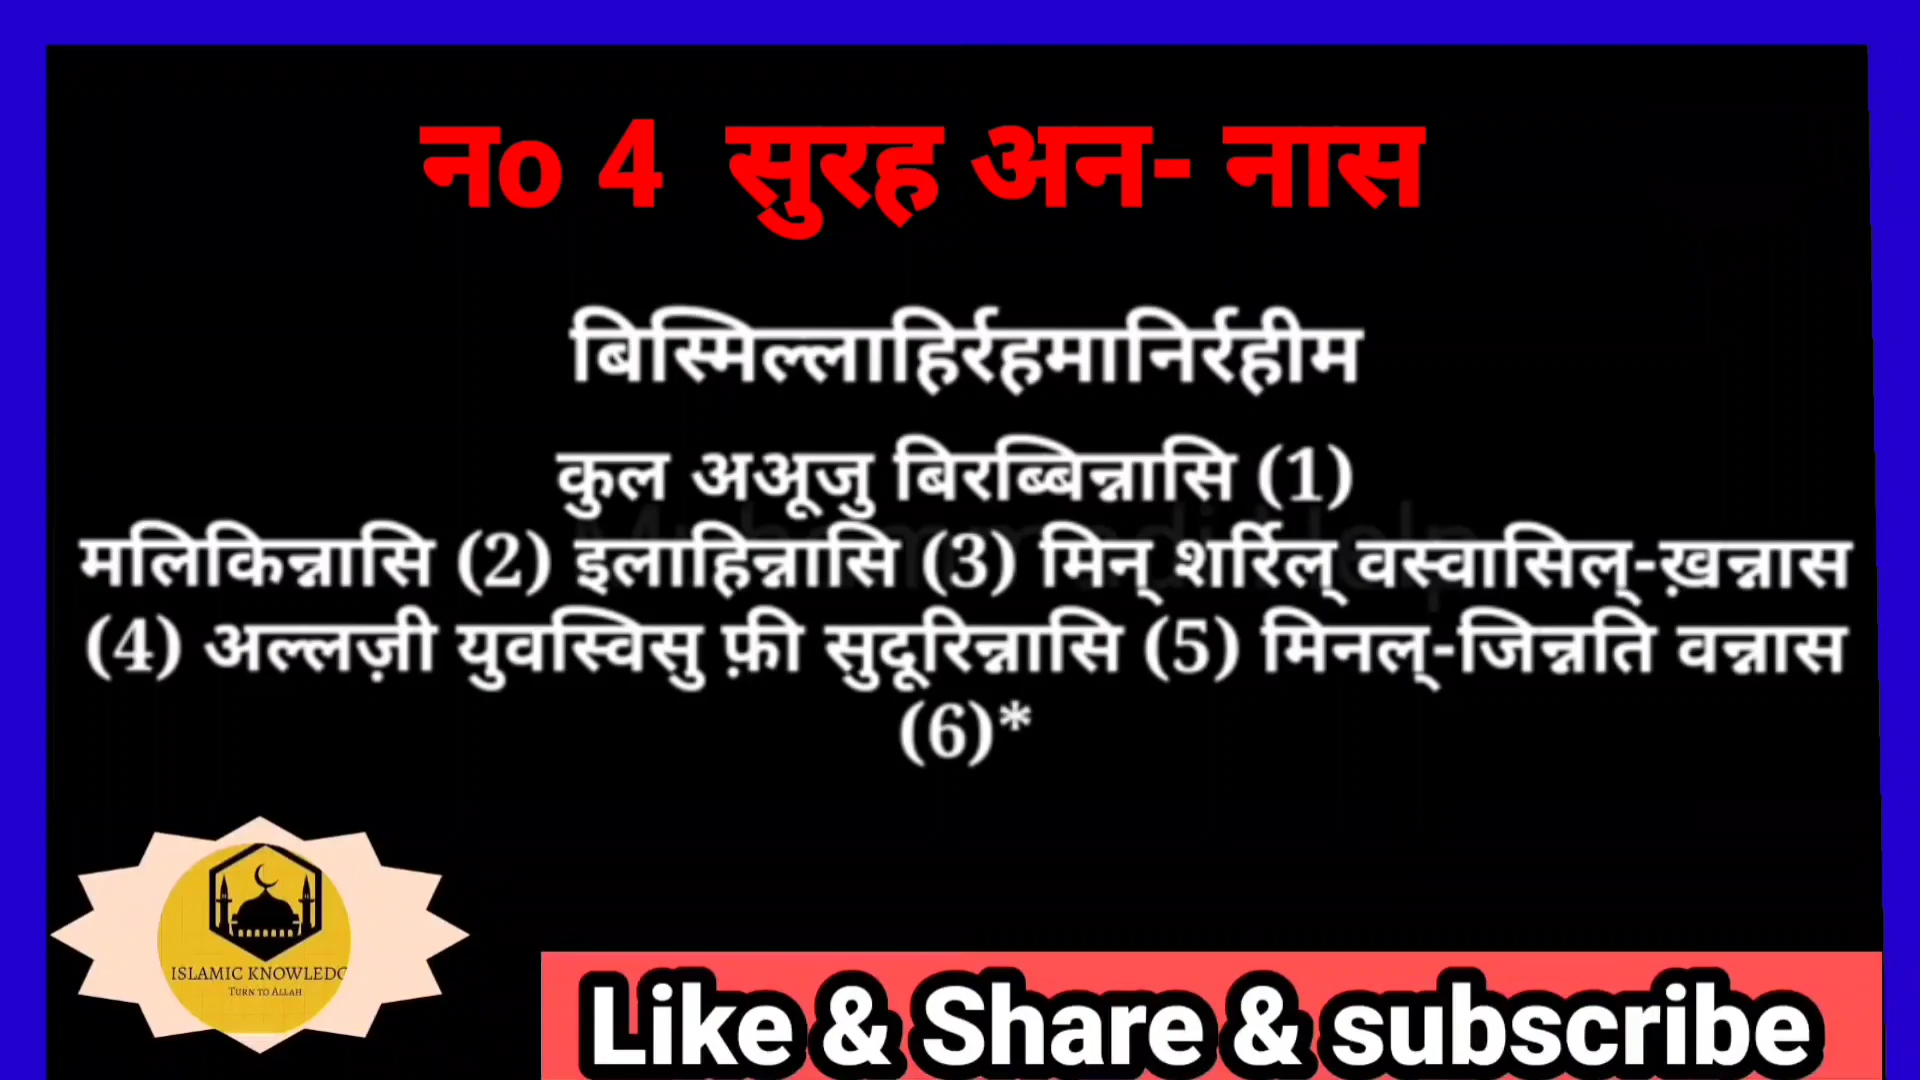 नo 4 सुरह अन- नास
बिस्मिल्लाहिर्रहमानिर्रहीम
कुल अअूजु बिरब्बिन्नासि (1)
मलिकिन्नासि (2) इलाहिन्नासि (3) मिन् शर्रिल् वस्वासिल्-ख़न्नास
(4) अल्लज़ी युवस्विसु फ़ी सुदूरिन्नासि (5) मिनल्-जिन्नति वन्नास
(6)*
ISLAMIC KNOWLEDG
TURN TO ALLAH
Like & Share & subscribe